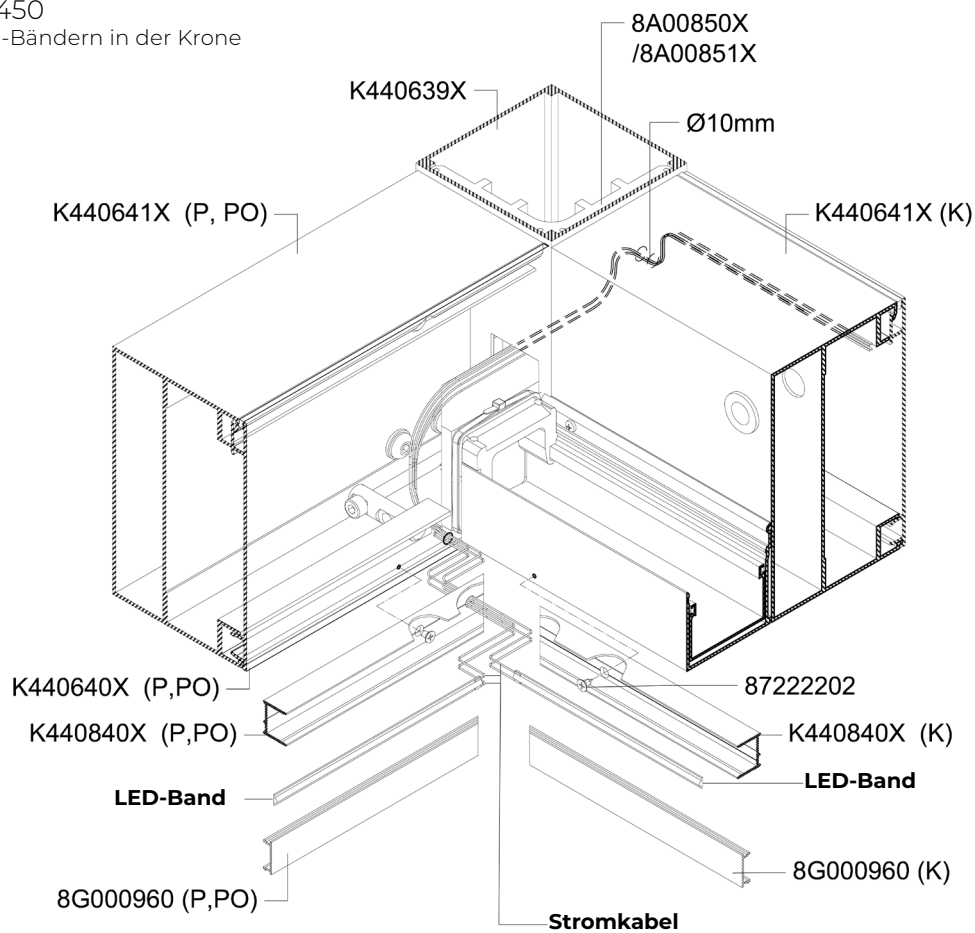 450
-Bändern in der Krone
8A00850X
/8A00851X
K440639X
Ø10mm
K440641X (P, PO)
K440641X (K)
K440640X (P,PO)
87222202
K440840X (P,PO)
K440840X (K)
LED-Band
LED-Band
8G000960 (K)
8G000960 (P,PO)
Stromkabel